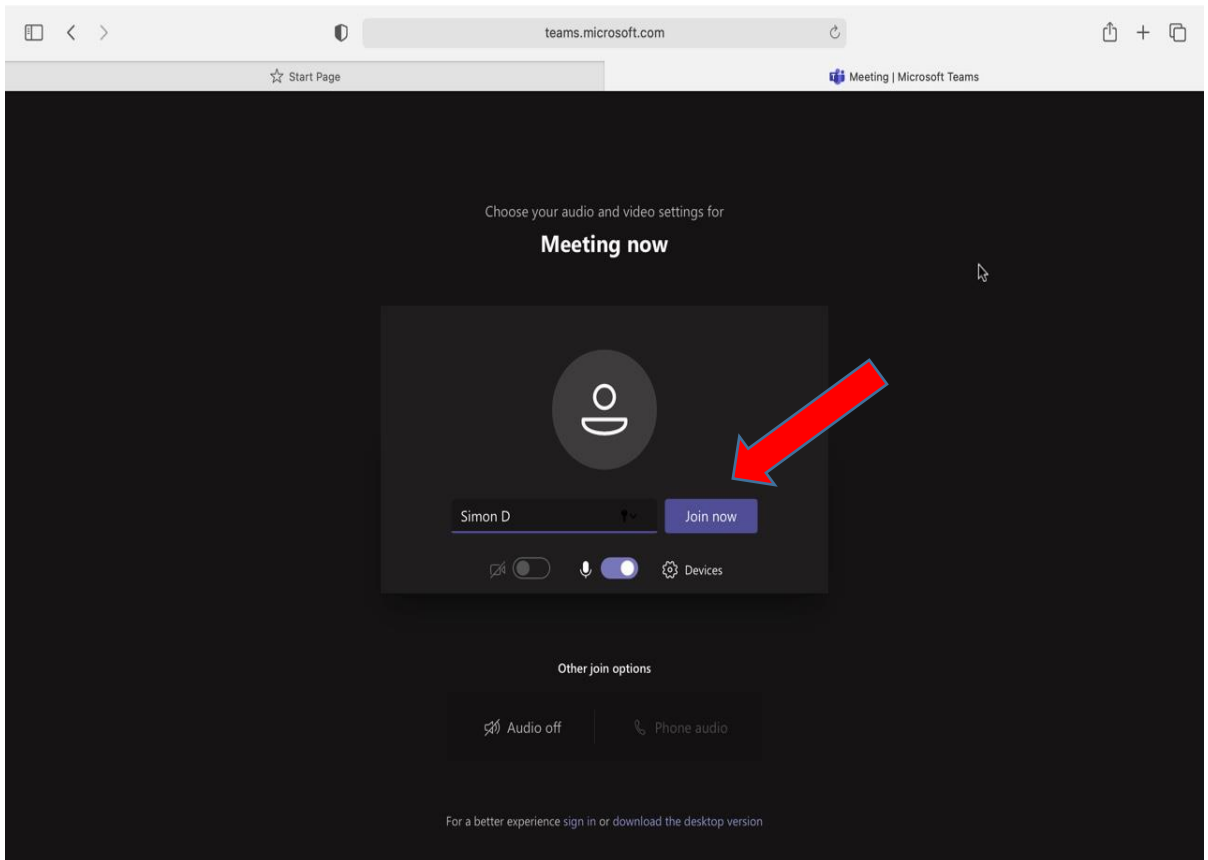 teams.microsoft.com
Start Page
Meeting | Microsoft Teams
Choose your audio and video settings for
Meeting now
Simon D
Join now
Devices
Other join options
Audio off
Phone audio
For a better experience sign in or download the desktop version